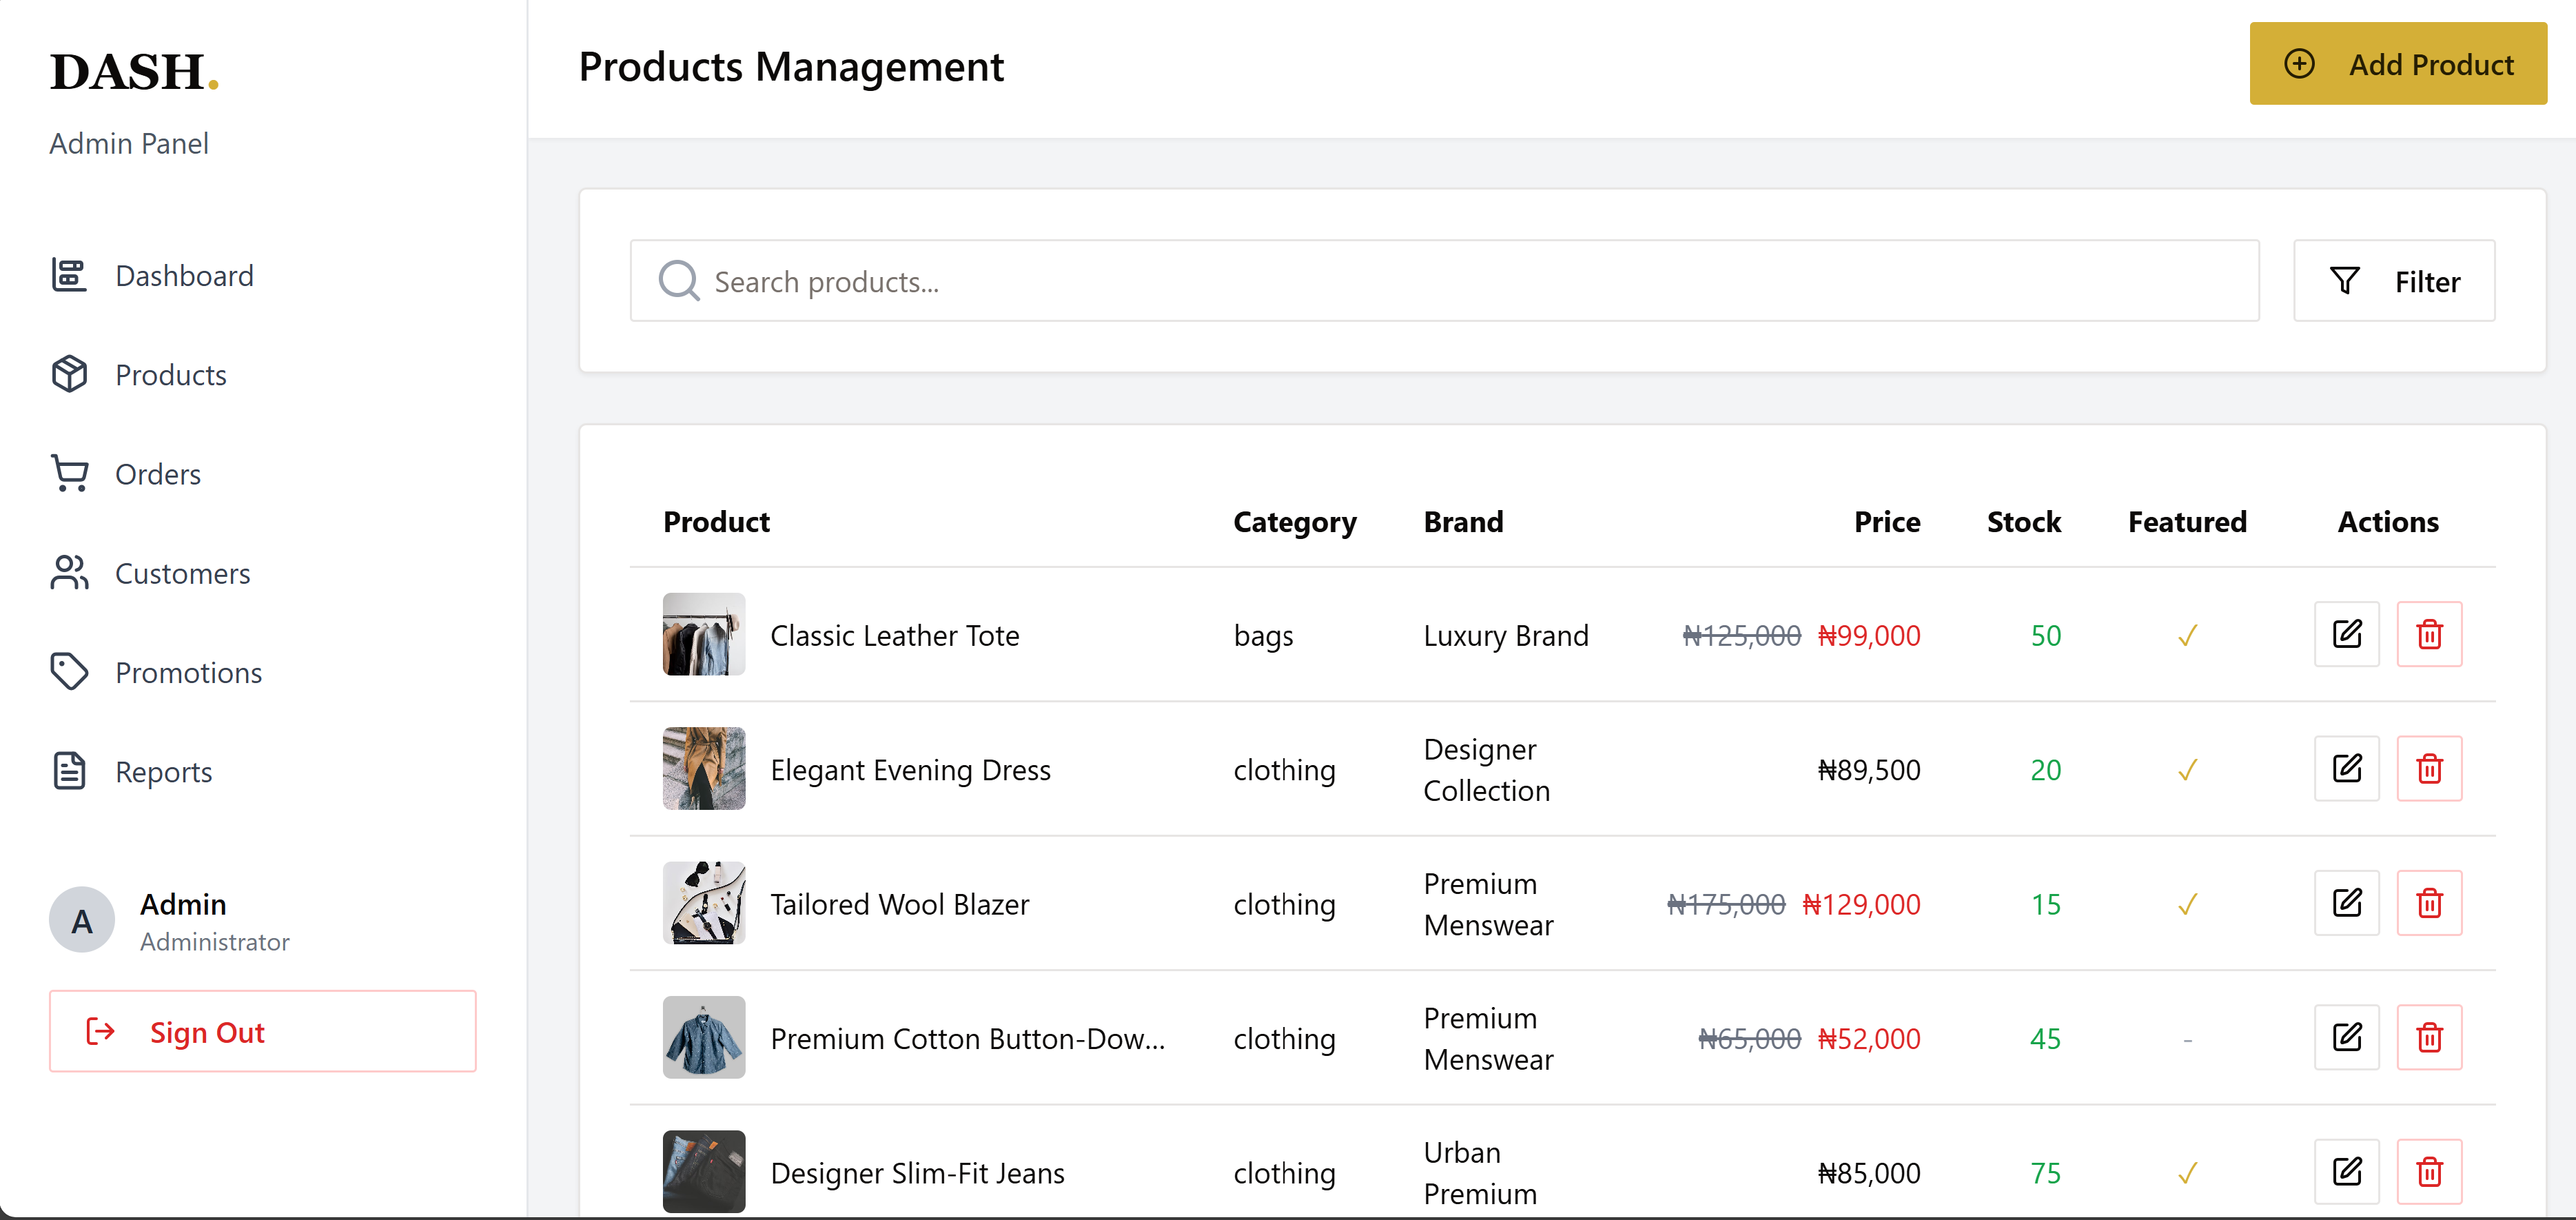 DASH.
Admin Panel
Dashboard
Products
Orders
Customers
Promotions
Reports
A
Admin
Administrator
Sign Out
Products Management
Add Product
Search products...
Filter
Product Category Brand Price Stock Featured Actions
Classic Leather Tote bags Luxury Brand ₦125,000 ₦99,000 50 ✓
Elegant Evening Dress clothing Designer Collection ₦89,500 20 ✓
Tailored Wool Blazer clothing Premium Menswear ₦175,000 ₦129,000 15 ✓
Premium Cotton Button-Dow... clothing Premium Menswear ₦65,000 ₦52,000 45 -
Designer Slim-Fit Jeans clothing Urban Premium ₦85,000 75 ✓